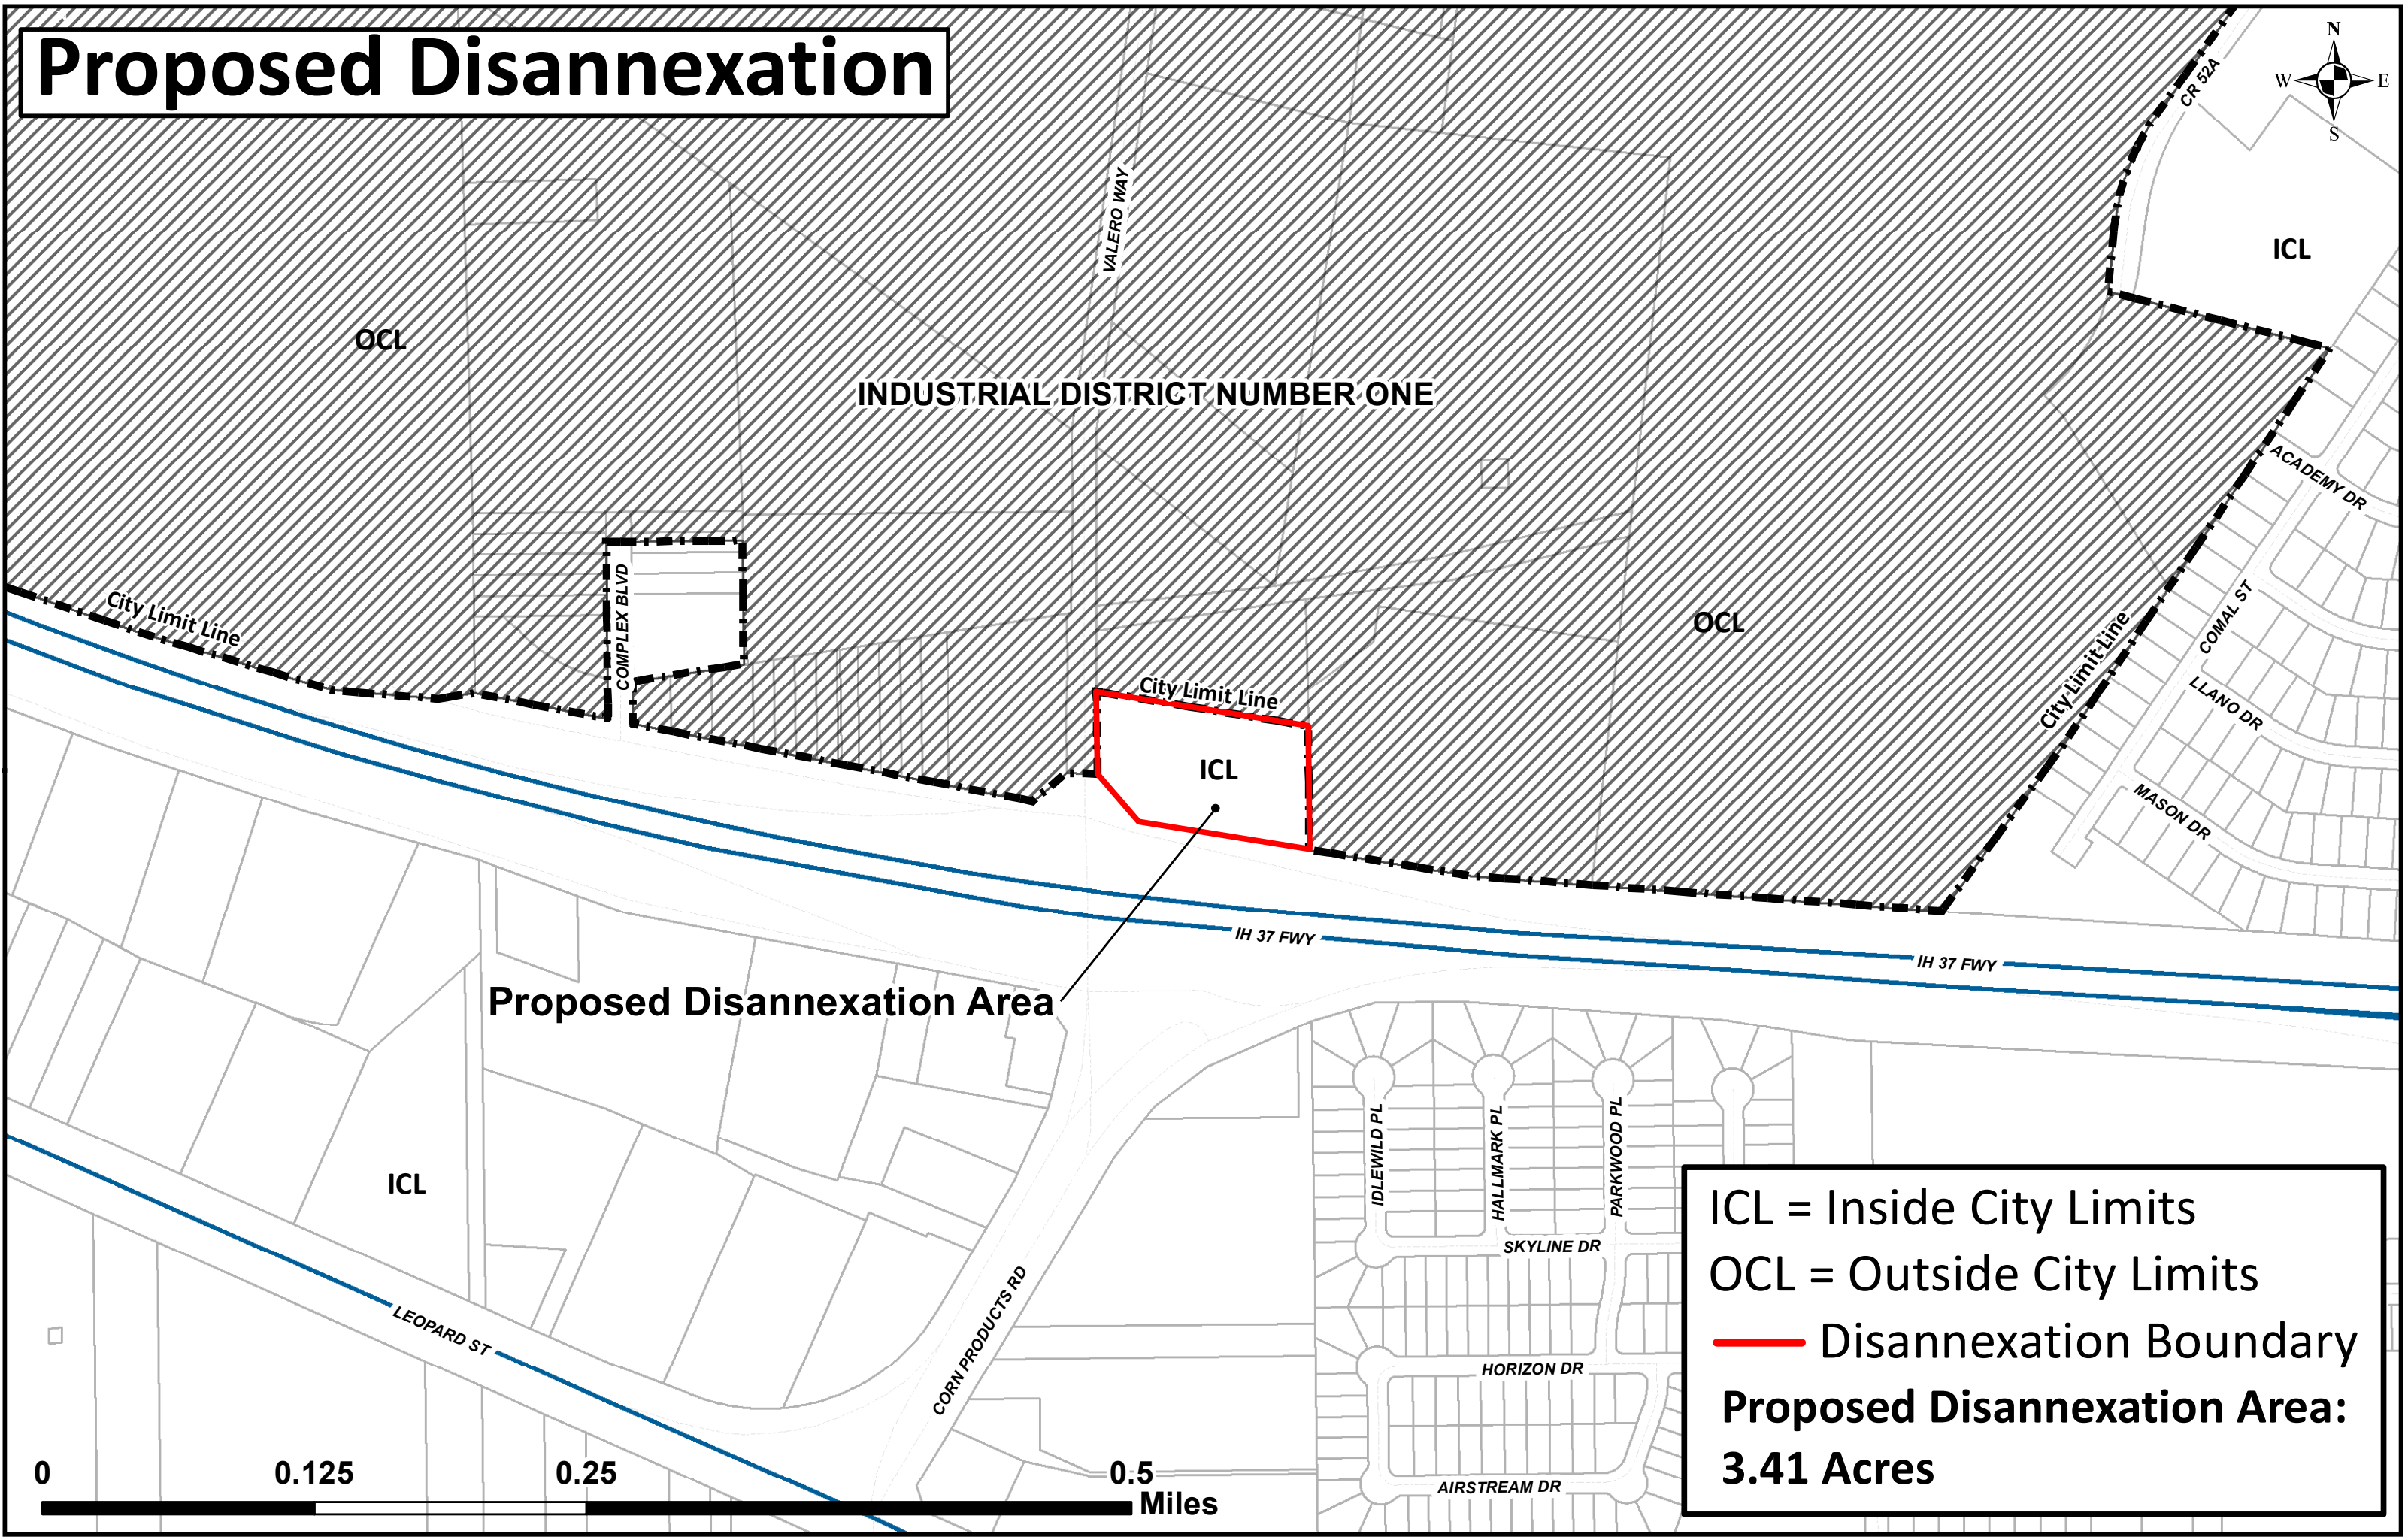 Proposed Disannexation
N
W E
S
CR 52A
VALERO WAY
ICL
OCL
INDUSTRIAL DISTRICT NUMBER ONE
ACADEMY DR
COMPLEX BLVD
City Limit Line
OCL
COMAL ST
City Limit Line
City Limit Line
LLANO DR
ICL
MASON DR
IH 37 FWY
IH 37 FWY
Proposed Disannexation Area
IDLEWILD PL
HALLMARK PL
PARKWOOD PL
ICL
SKYLINE DR
LEOPARD ST
CORN PRODUCTS RD
HORIZON DR
AIRSTREAM DR
ICL = Inside City Limits
OCL = Outside City Limits
Disannexation Boundary
Proposed Disannexation Area:
3.41 Acres
0 0.125 0.25 0.5
Miles